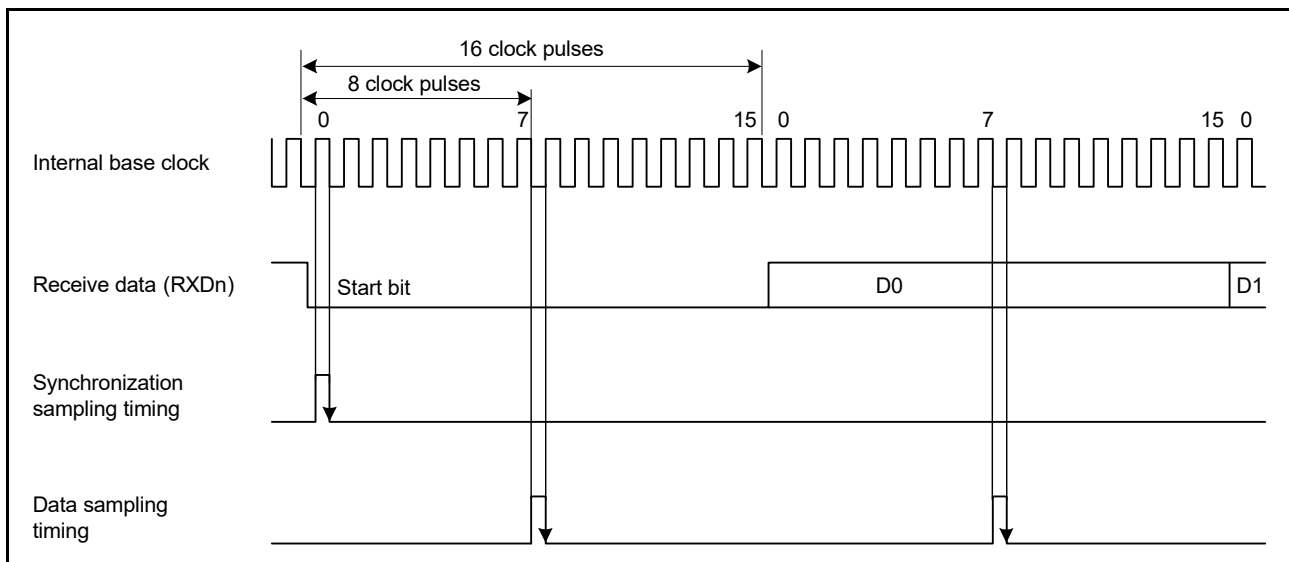 16 clock pulses
8 clock pulses
0 7 15 0 7 15 0
Internal base clock
Receive data (RXDn)
Start bit
D0
D1
Synchronization
sampling timing
Data sampling
timing